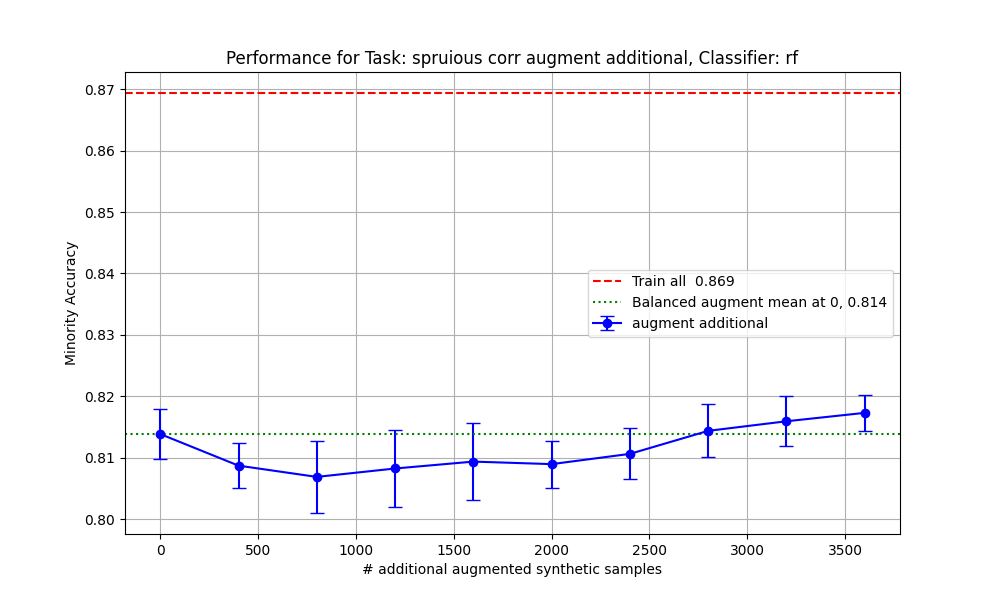 Performance for Task: spruious corr augment additional, Classifier: rf
Minority Accuracy
0.87
0.86
0.85
0.84
0.83
0.82
0.81
0.80
Train all  0.869
Balanced augment mean at 0, 0.814
augment additional
0
500
1000
1500
2000
2500
3000
3500
# additional augmented synthetic samples